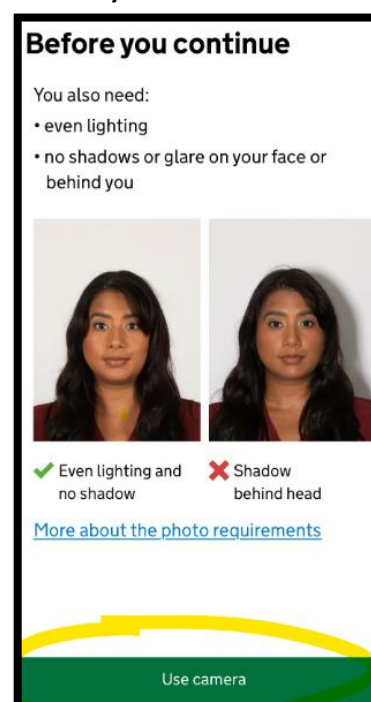 Before you continue
You also need:
• even lighting
• no shadows or glare on your face or
behind you
Even lighting and
no shadow
Shadow
behind head
More about the photo requirements
Use camera